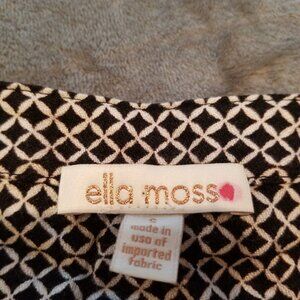 ella moss
S
made in
usa of
imported
fabric